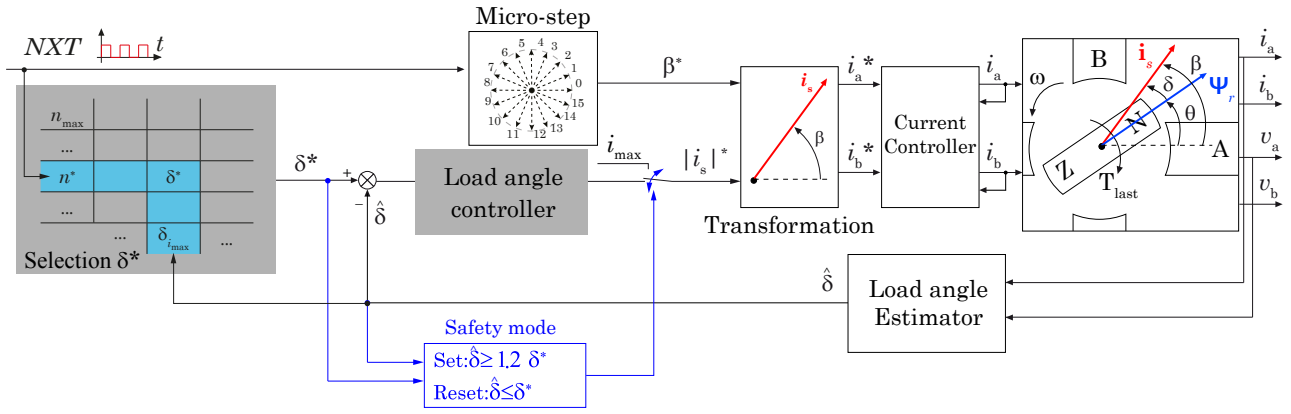 NXT
t
Micro-step
0
1
2
3
4
5
6
7
8
9
10
11
12
13
14
15
β*
n_max
...
n*
δ*
...
...
δ_i_max
...
Selection δ*
δ*
+
−
δ̂
Load angle
controller
i_max
|i_s|*
i_s
β
Transformation
i_a*
i_b*
Current
Controller
i_a
i_b
B
i_s
β
ω
δ
Ψ_r
θ
N
A
Z
T_last
i_a
i_b
v_a
v_b
δ̂
Load angle
Estimator
Safety mode
Set:δ̂≥1.2 δ*
Reset:δ̂≤δ*